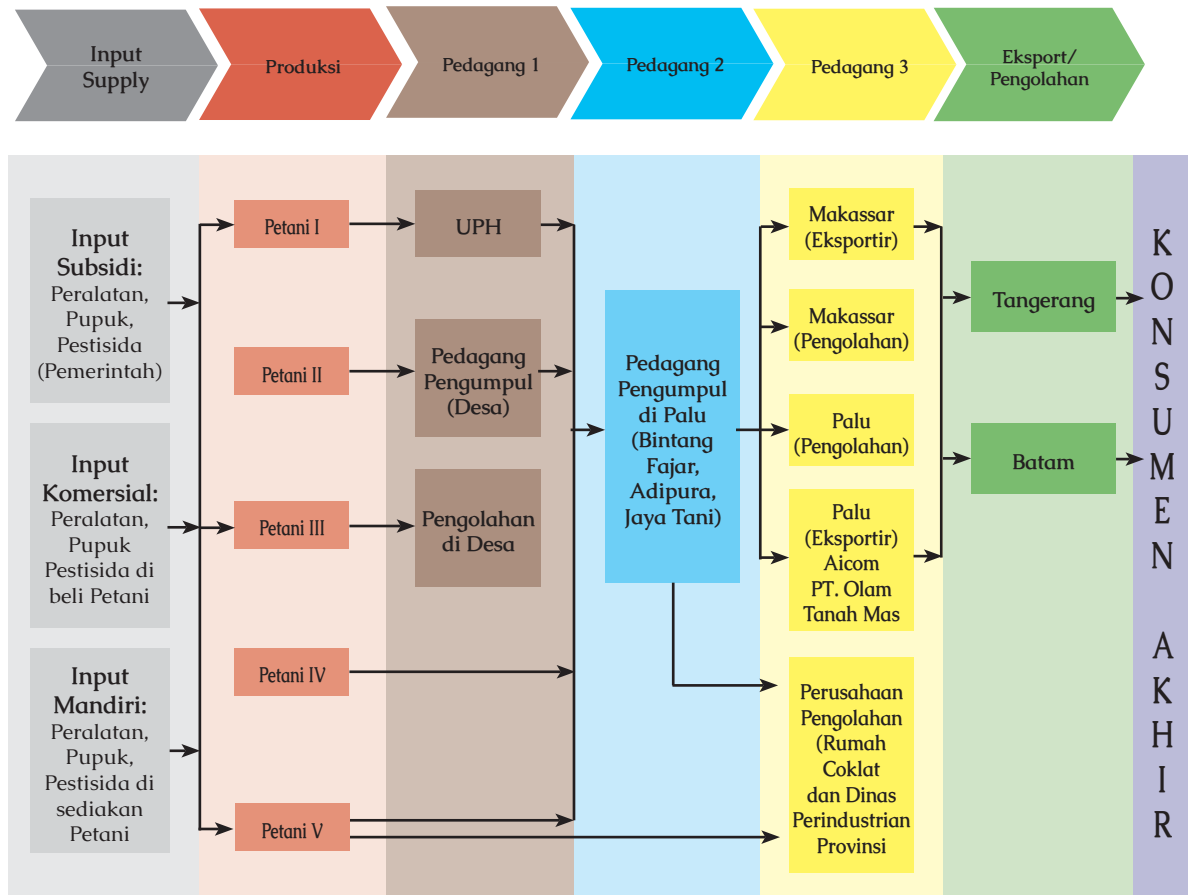 Input
Supply
Produksi
Pedagang 1
Pedagang 2
Pedagang 3
Eksport/
Pengolahan
Input
Subsidi:
Peralatan,
Pupuk,
Pestisida
(Pemerintah)
Input
Komersial:
Peralatan,
Pupuk
Pestisida di
beli Petani
Input
Mandiri:
Peralatan,
Pupuk,
Pestisida di
sediakan
Petani
Petani I
Petani II
Petani III
Petani IV
Petani V
UPH
Pedagang
Pengumpul
(Desa)
Pengolahan
di Desa
Pedagang
Pengumpul
di Palu
(Bintang
Fajar,
Adipura,
Jaya Tani)
Makassar
(Eksportir)
Makassar
(Pengolahan)
Palu
(Pengolahan)
Palu
(Eksportir)
Aicom
PT. Olam
Tanah Mas
Perusahaan
Pengolahan
(Rumah
Coklat
dan Dinas
Perindustrian
Provinsi
Tangerang
Batam
KONSUMEN AKHIR